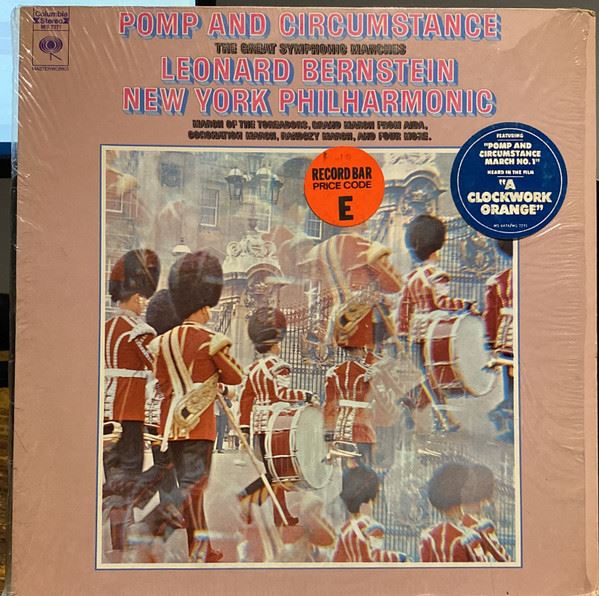 Columbia
Stereo
MS 7271
MASTERWORKS
POMP AND CIRCUMSTANCE
THE GREAT SYMPHONIC MARCHES
LEONARD BERNSTEIN
NEW YORK PHILHARMONIC
MARCH OF THE TOREADORS, GRAND MARCH FROM AIDA,
CORONATION MARCH, RAKOCZY MARCH, AND FOUR MORE.
RECORD BAR
PRICE CODE
E
FEATURING
"POMP AND
CIRCUMSTANCE
MARCH NO. 1"
HEARD IN THE FILM
"A
CLOCKWORK
ORANGE"